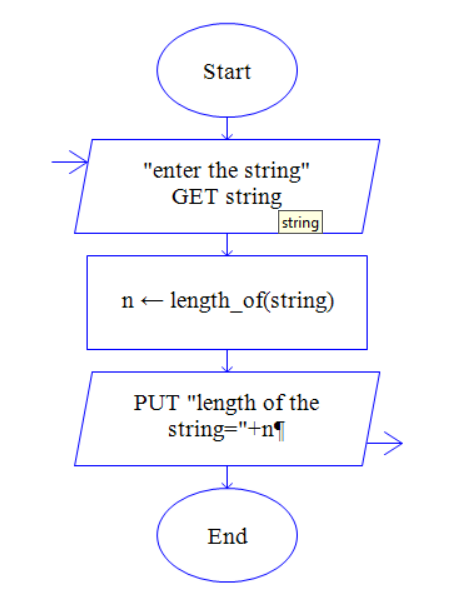 Start
"enter the string"
GET string
string
n ← length_of(string)
PUT "length of the
string="+n¶
End